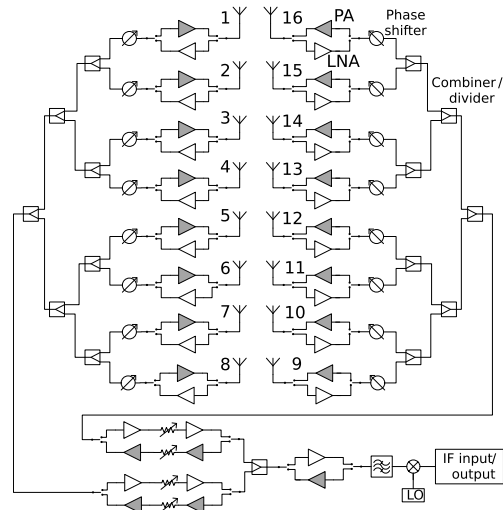 1 16 PA Phase
shifter
LNA
2 15
Combiner/
divider
3 14
4 13
5 12
6 11
7 10
8 9
IF input/
output
LO